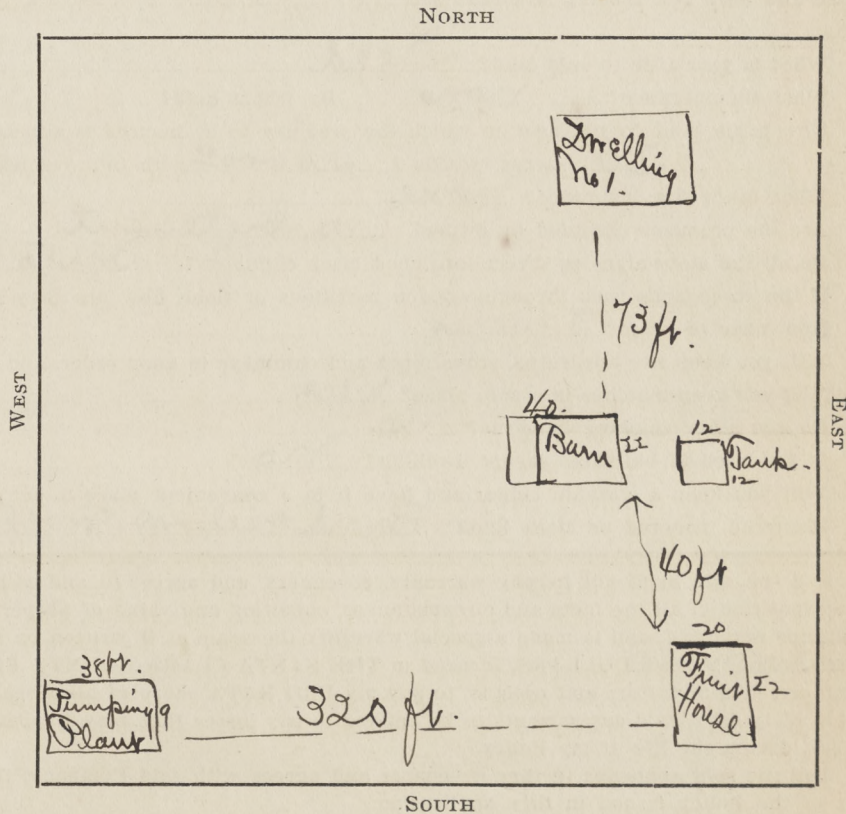 NORTH
Dwelling
No 1.
73 ft.
WEST
EAST
40.
Barn 22
12
Tank.
12
40 ft
20
Fruit
House 22
38 ft.
Pumping 9
Plant
320 ft.
SOUTH